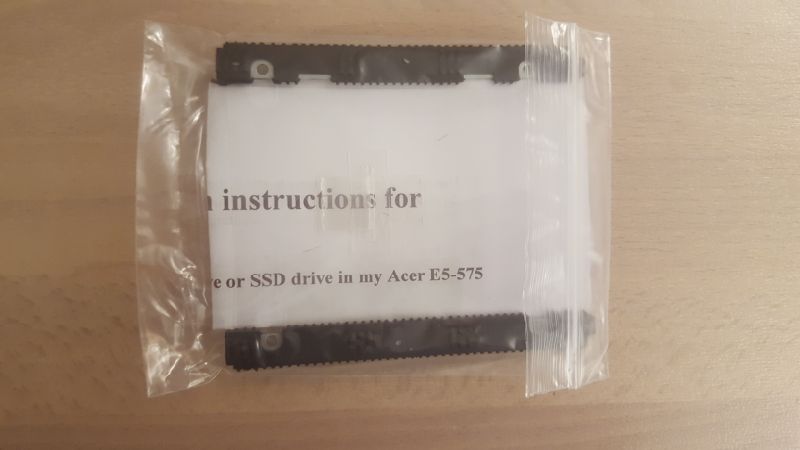 instructions for
or SSD drive in my Acer E5-575